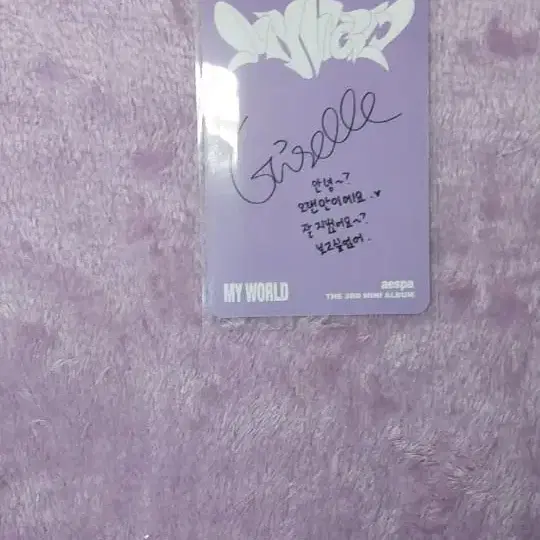 Giselle
안녕~?
오랜만이에요 ♥
잘 지냈어요~?
보고싶었어.
MY WORLD
aespa
THE 3RD MINI ALBUM